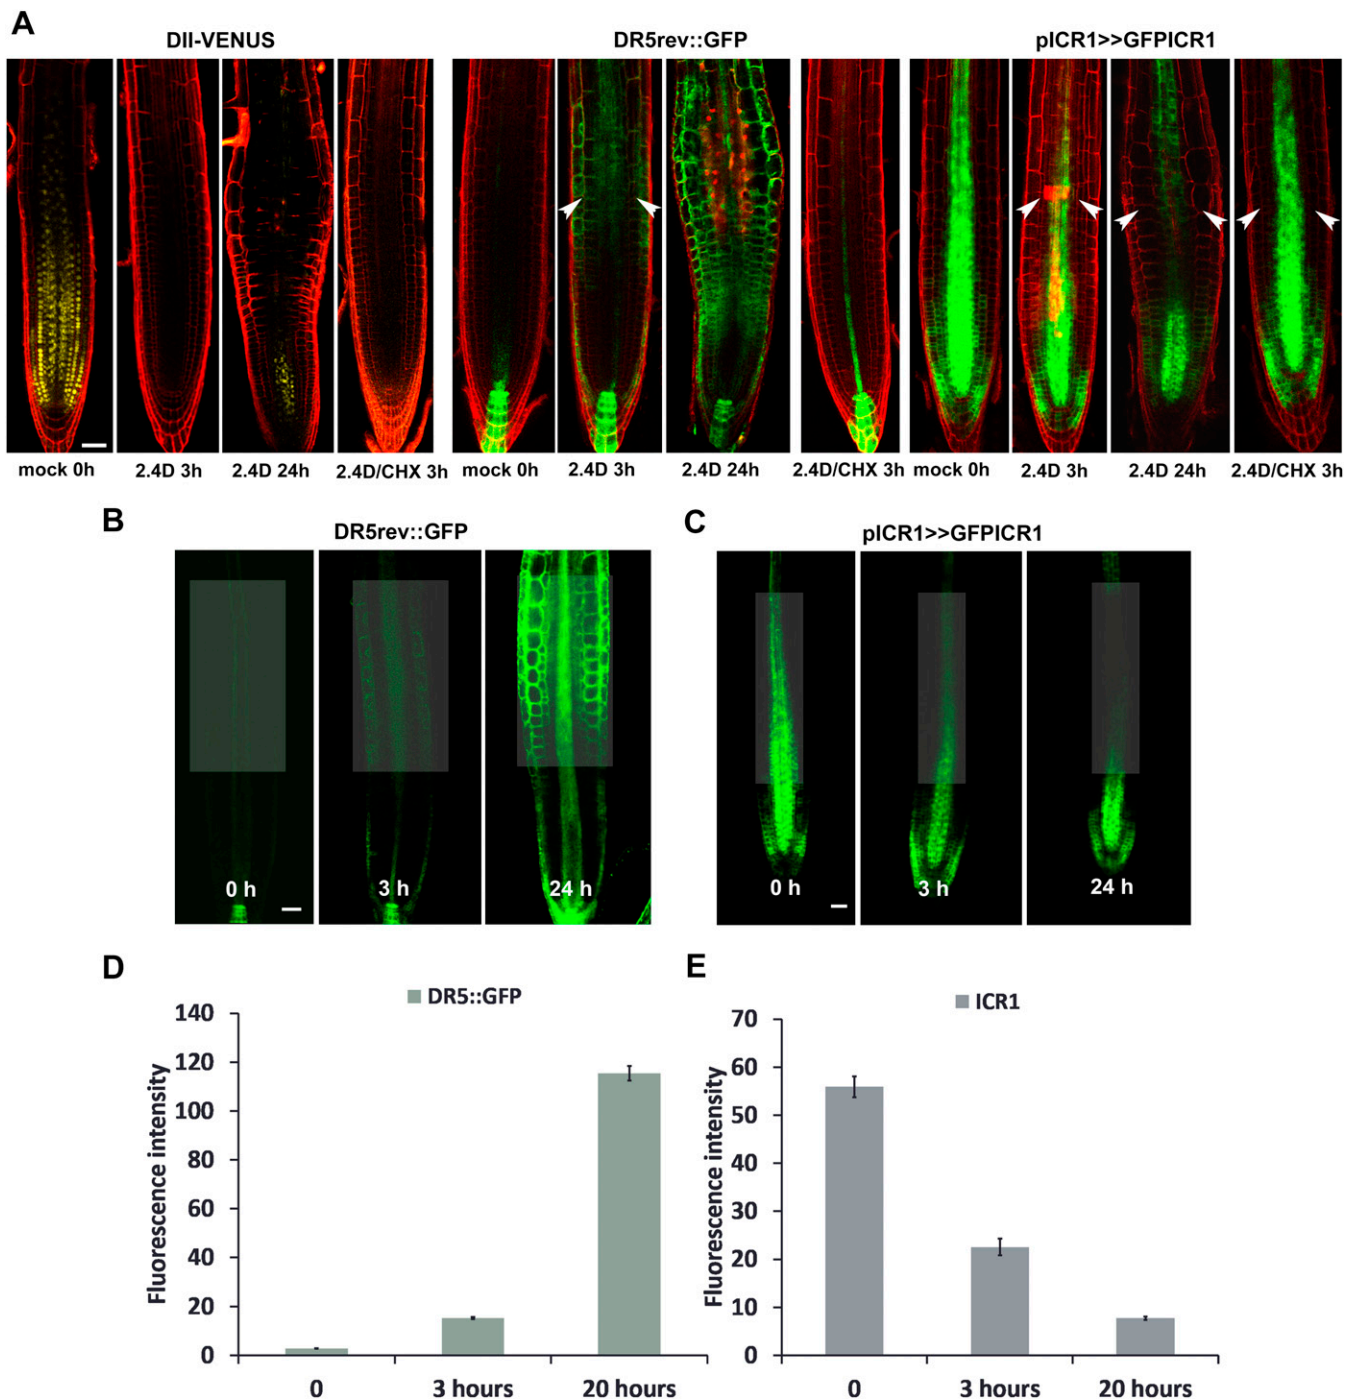 A
DII-VENUS
DR5rev::GFP
pICR1>>GFPICR1
mock 0h
2.4D 3h
2.4D 24h
2.4D/CHX 3h
mock 0h
2.4D 3h
2.4D 24h
2.4D/CHX 3h
mock 0h
2.4D 3h
2.4D 24h
2.4D/CHX 3h
B
DR5rev::GFP
0 h
3 h
24 h
C
pICR1>>GFPICR1
0 h
3 h
24 h
D
DR5::GFP
Fluorescence intensity
140
120
100
80
60
40
20
0
0
3 hours
20 hours
E
ICR1
Fluorescence intensity
70
60
50
40
30
20
10
0
0
3 hours
20 hours